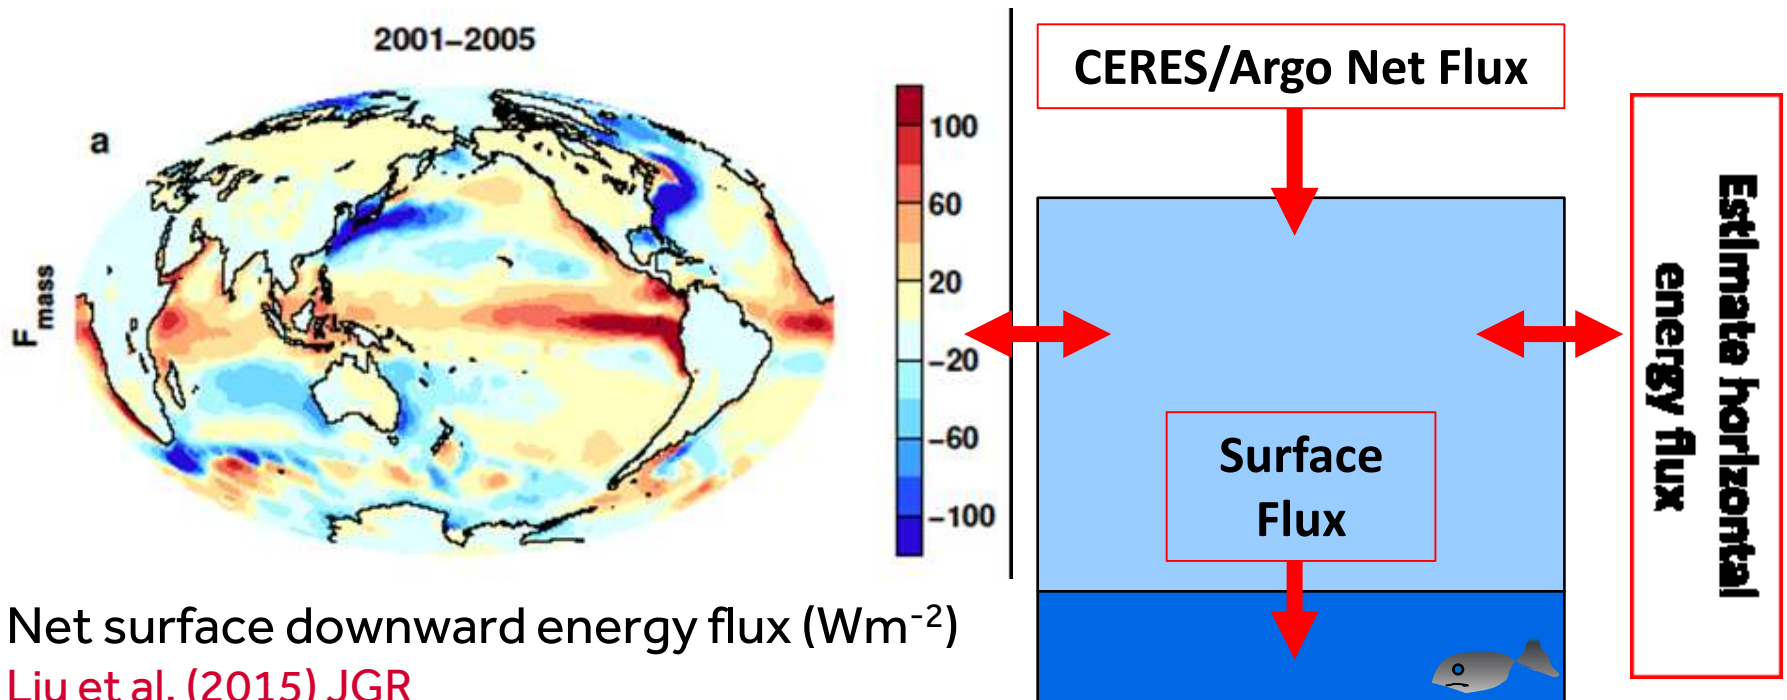 2001–2005
a
F mass
100
60
20
−20
−60
−100
Net surface downward energy flux (Wm⁻²)
Liu et al. (2015) JGR
CERES/Argo Net Flux
Surface
Flux
Estimate horizontal
energy flux